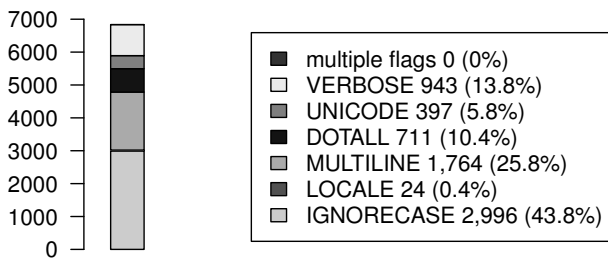 7000
6000
5000
4000
3000
2000
1000
0
multiple flags 0 (0%)
VERBOSE 943 (13.8%)
UNICODE 397 (5.8%)
DOTALL 711 (10.4%)
MULTILINE 1,764 (25.8%)
LOCALE 24 (0.4%)
IGNORECASE 2,996 (43.8%)